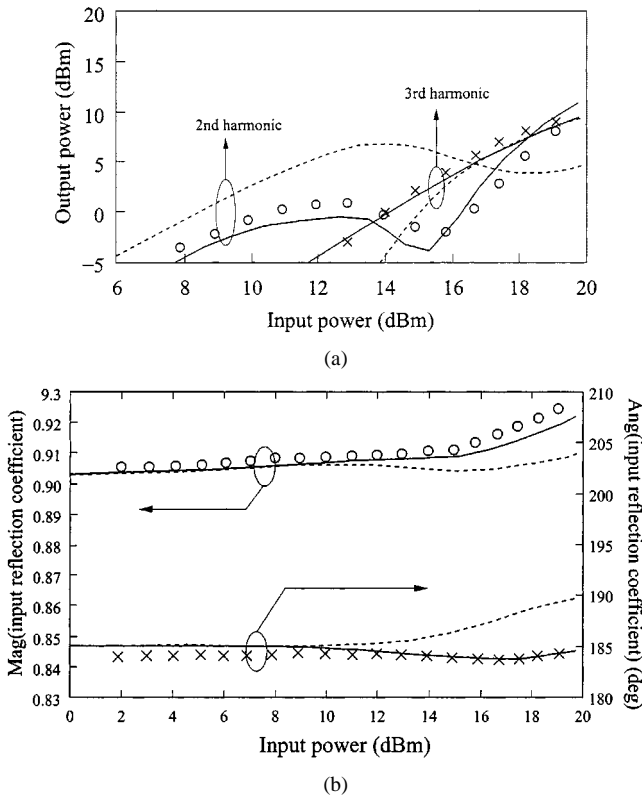 20
15
10
5
0
−5
Output power (dBm)
2nd harmonic
3rd harmonic
6 8 10 12 14 16 18 20
Input power (dBm)
(a)
9.3
0.92
0.91
0.90
0.89
0.88
0.87
0.86
0.85
0.84
0.83
Mag(input reflection coefficient)
210
205
200
195
190
185
180
Ang(input reflection coefficient) (deg)
0 2 4 6 8 10 12 14 16 18 20
Input power (dBm)
(b)